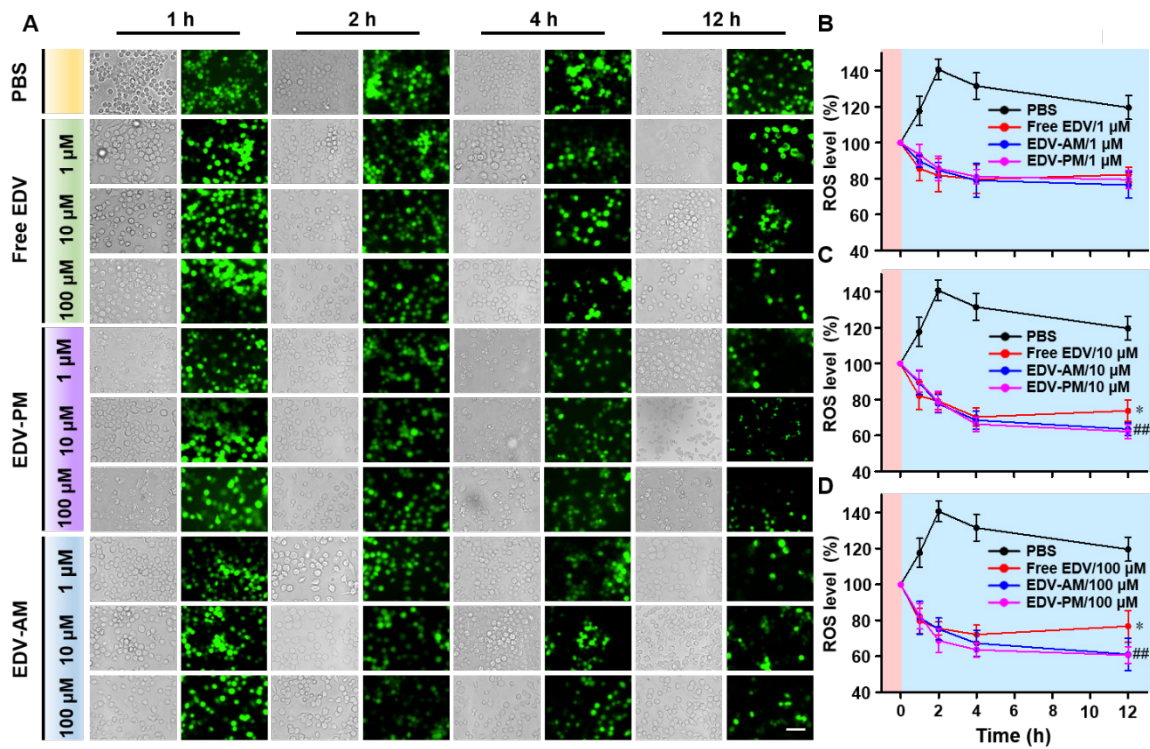 A
1 h
2 h
4 h
12 h
PBS
Free EDV
1 µM
10 µM
100 µM
EDV-PM
1 µM
10 µM
100 µM
EDV-AM
1 µM
10 µM
100 µM
B
ROS level (%)
140
120
100
80
60
40
PBS
Free EDV/1 µM
EDV-AM/1 µM
EDV-PM/1 µM
C
ROS level (%)
140
120
100
80
60
40
PBS
Free EDV/10 µM
EDV-AM/10 µM
EDV-PM/10 µM
*
##
D
ROS level (%)
140
120
100
80
60
40
PBS
Free EDV/100 µM
EDV-AM/100 µM
EDV-PM/100 µM
*
##
0 2 4 6 8 10 12
Time (h)